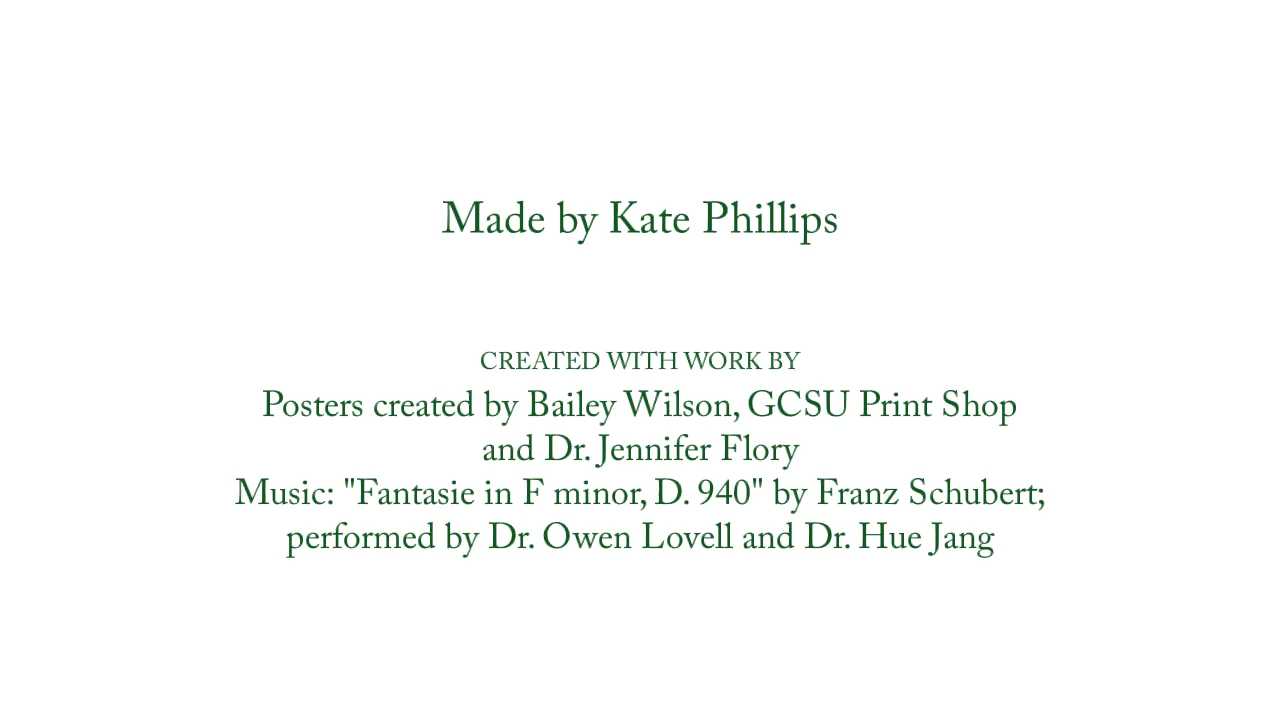 Made by Kate Phillips
CREATED WITH WORK BY
Posters created by Bailey Wilson, GCSU Print Shop
and Dr. Jennifer Flory
Music: "Fantasie in F minor, D. 940" by Franz Schubert;
performed by Dr. Owen Lovell and Dr. Hue Jang